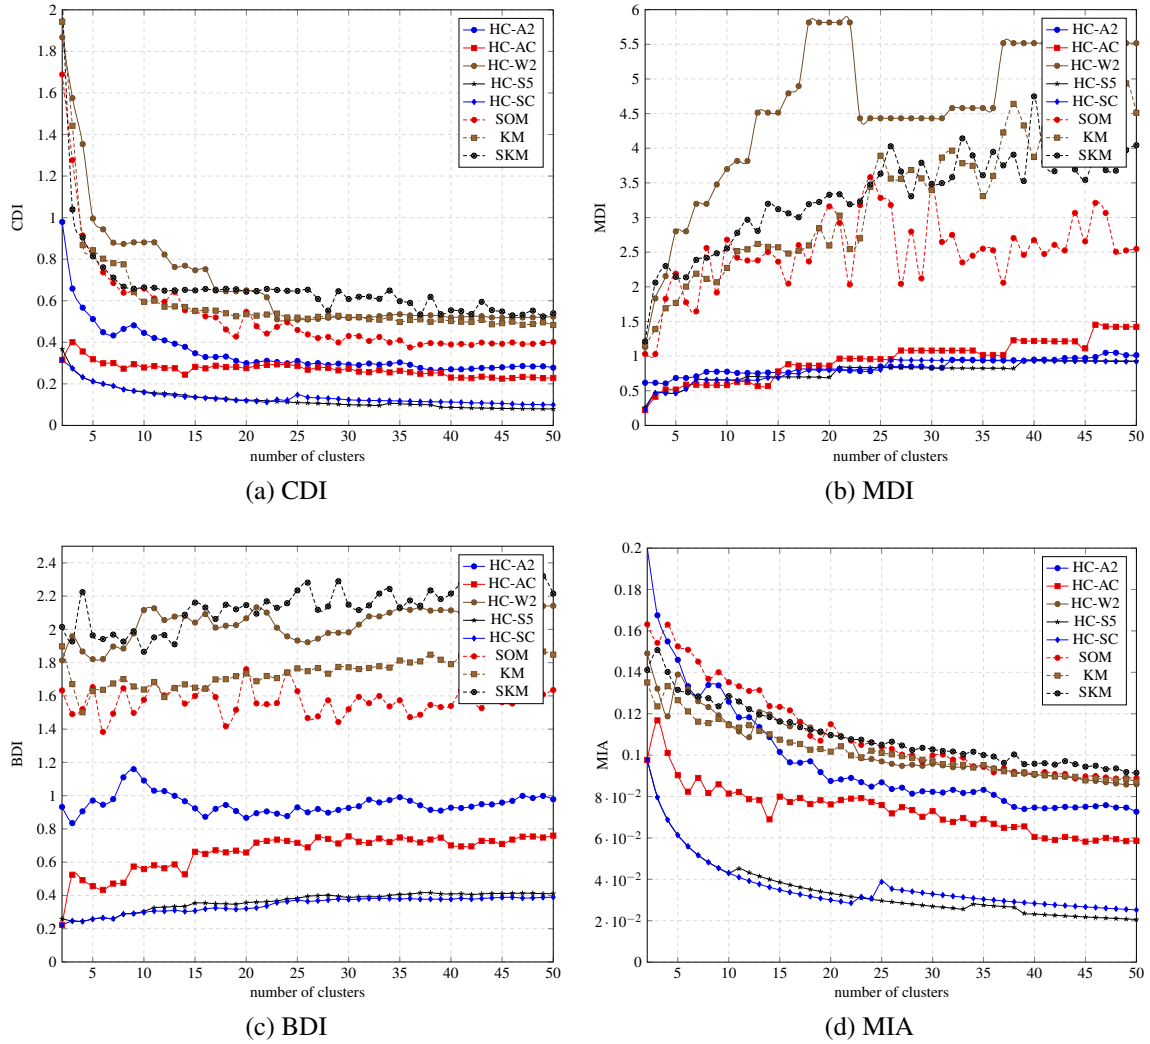 2
1.8
1.6
1.4
1.2
1
0.8
0.6
0.4
0.2
0
CDI
5 10 15 20 25 30 35 40 45 50
number of clusters
HC-A2
HC-AC
HC-W2
HC-S5
HC-SC
SOM
KM
SKM
(a) CDI
6
5.5
5
4.5
4
3.5
3
2.5
2
1.5
1
0.5
0
MDI
5 10 15 20 25 30 35 40 45 50
number of clusters
HC-A2
HC-AC
HC-W2
HC-S5
HC-SC
SOM
KM
SKM
(b) MDI
2.4
2.2
2
1.8
1.6
1.4
1.2
1
0.8
0.6
0.4
0.2
0
BDI
5 10 15 20 25 30 35 40 45 50
number of clusters
HC-A2
HC-AC
HC-W2
HC-S5
HC-SC
SOM
KM
SKM
(c) BDI
0.2
0.18
0.16
0.14
0.12
0.1
8 · 10⁻²
6 · 10⁻²
4 · 10⁻²
2 · 10⁻²
MIA
5 10 15 20 25 30 35 40 45 50
number of clusters
HC-A2
HC-AC
HC-W2
HC-S5
HC-SC
SOM
KM
SKM
(d) MIA